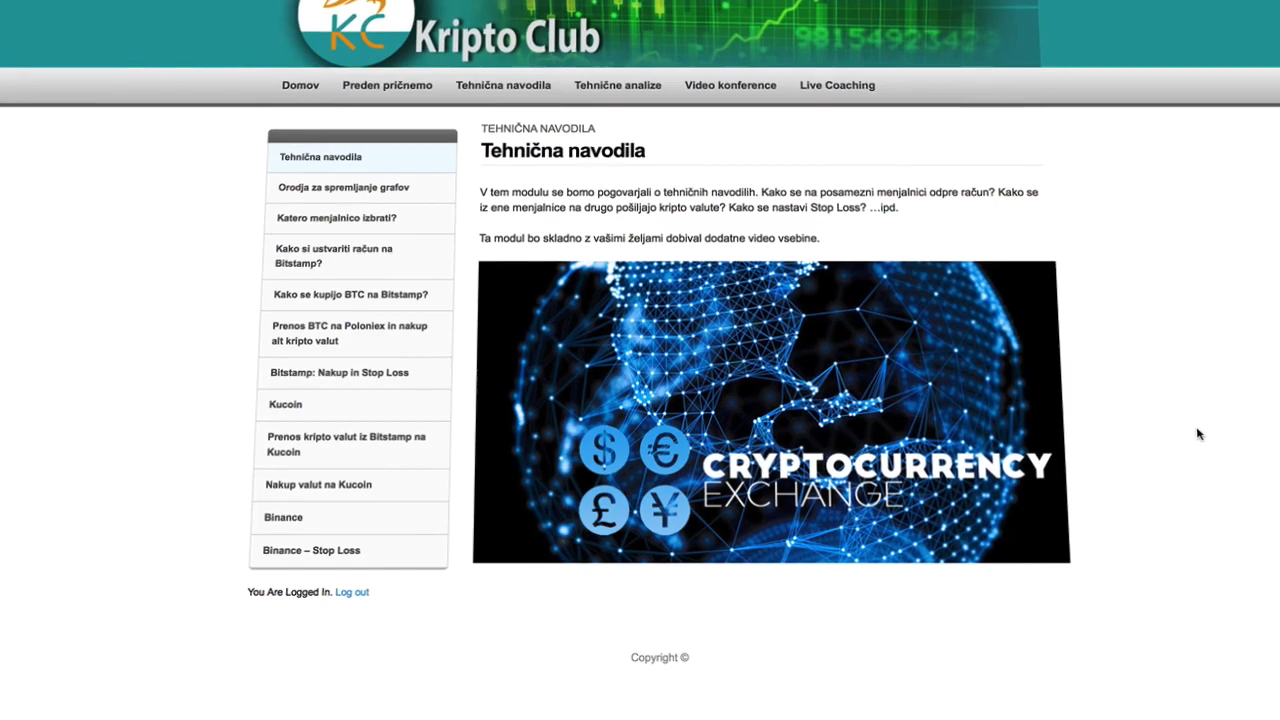 KC
Kripto Club
98154923423
Domov
Preden pričnemo
Tehnična navodila
Tehnične analize
Video konference
Live Coaching
Tehnična navodila
Orodja za spremljanje grafov
Katero menjalnico izbrati?
Kako si ustvariti račun na
Bitstamp?
Kako se kupijo BTC na Bitstamp?
Prenos BTC na Poloniex in nakup
alt kripto valut
Bitstamp: Nakup in Stop Loss
Kucoin
Prenos kripto valut iz Bitstamp na
Kucoin
Nakup valut na Kucoin
Binance
Binance – Stop Loss
You Are Logged In. Log out
TEHNIČNA NAVODILA
Tehnična navodila
V tem modulu se bomo pogovarjali o tehničnih navodilih. Kako se na posamezni menjalnici odpre račun? Kako se
iz ene menjalnice na drugo pošiljajo kripto valute? Kako se nastavi Stop Loss? …ipd.
Ta modul bo skladno z vašimi željami dobival dodatne video vsebine.
$ €
£ ¥
CRYPTOCURRENCY
EXCHANGE
Copyright ©